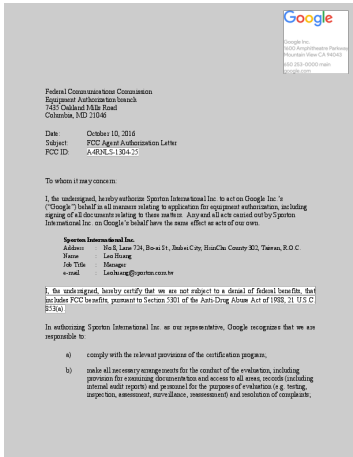 Google
Google Inc.
1600 Amphitheatre Parkway
Mountain View CA 94043
650 253-0000 main
google.com
Federal Communications Commission
Equipment Authorization branch
7435 Oakland Mills Road
Columbia, MD 21046
Date: October 10, 2016
Subject: FCC Agent Authorization Letter
FCC ID: A4RNLS-1304-25
To whom it may concern:
I, the undersigned, hereby authorize Sporton International Inc. to act on Google Inc.'s
("Google") behalf in all manners relating to application for equipment authorization, including
signing of all documents relating to these matters. Any and all acts carried out by Sporton
International Inc. on Google's behalf have the same effect as acts of our own.
Sporton International Inc.
Address : No.8, Lane 724, Bo-ai St., Jhubei City, HsinChu County 302, Taiwan, R.O.C.
Name : Leo Huang
Job Title : Manager
e-mail : Leohuang@sporton.com.tw
I, the undersigned, hereby certify that we are not subject to a denial of federal benefits, that
includes FCC benefits, pursuant to Section 5301 of the Anti-Drug Abuse Act of 1988, 21 U.S.C.
853(a).
In authorizing Sporton International Inc. as our representative, Google recognizes that we are
responsible to:
a) comply with the relevant provisions of the certification program;
b) make all necessary arrangements for the conduct of the evaluation, including
provision for examining documentation and access to all areas, records (including
internal audit reports) and personnel for the purposes of evaluation (e.g. testing,
inspection, assessment, surveillance, reassessment) and resolution of complaints;